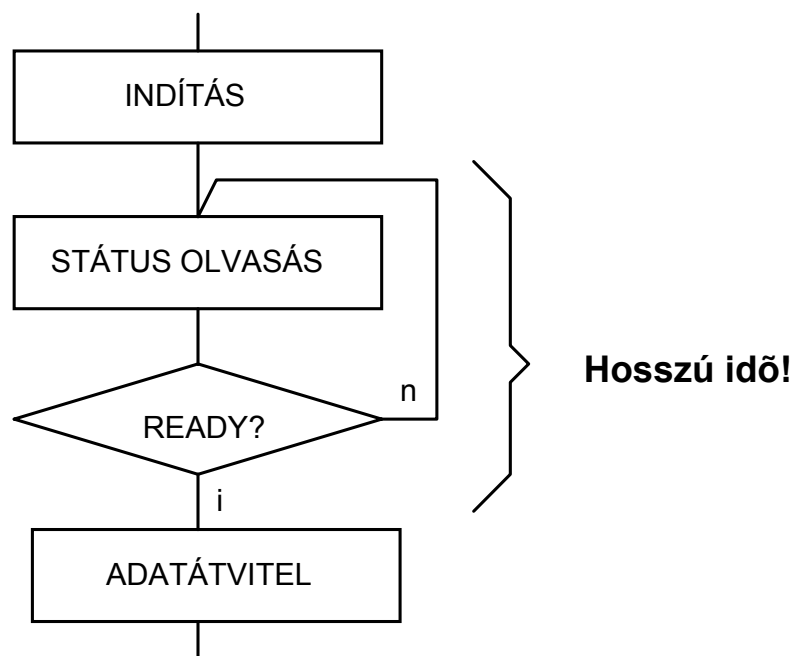 INDÍTÁS
STÁTUS OLVASÁS
Hosszú idõ!
n
READY?
i
ADATÁTVITEL